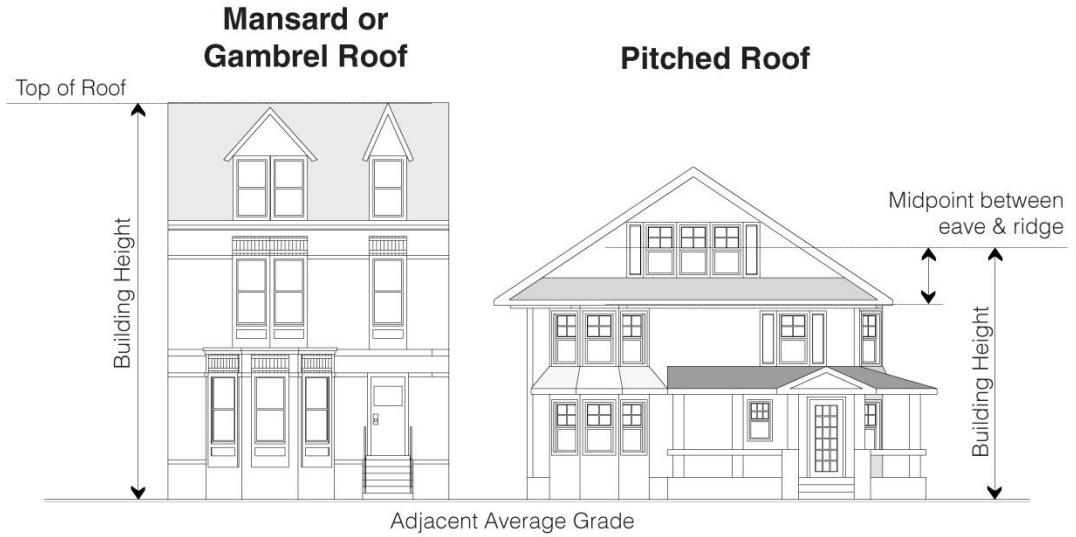 Mansard or
Gambrel Roof
Pitched Roof
Top of Roof
Building Height
Midpoint between
eave & ridge
Building Height
Adjacent Average Grade